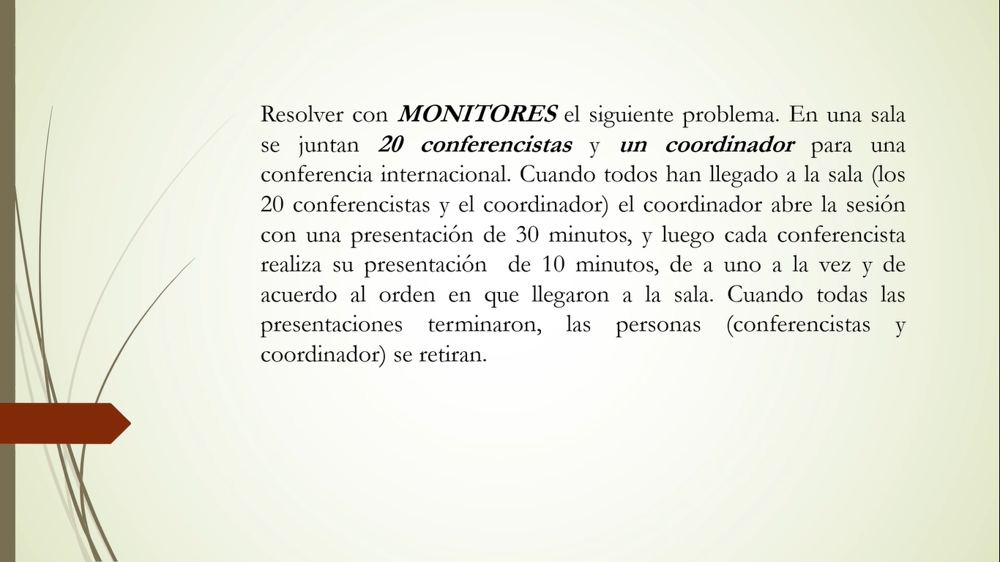 Resolver con MONITORES el siguiente problema. En una sala
se juntan 20 conferencistas y un coordinador para una
conferencia internacional. Cuando todos han llegado a la sala (los
20 conferencistas y el coordinador) el coordinador abre la sesión
con una presentación de 30 minutos, y luego cada conferencista
realiza su presentación de 10 minutos, de a uno a la vez y de
acuerdo al orden en que llegaron a la sala. Cuando todas las
presentaciones terminaron, las personas (conferencistas y
coordinador) se retiran.